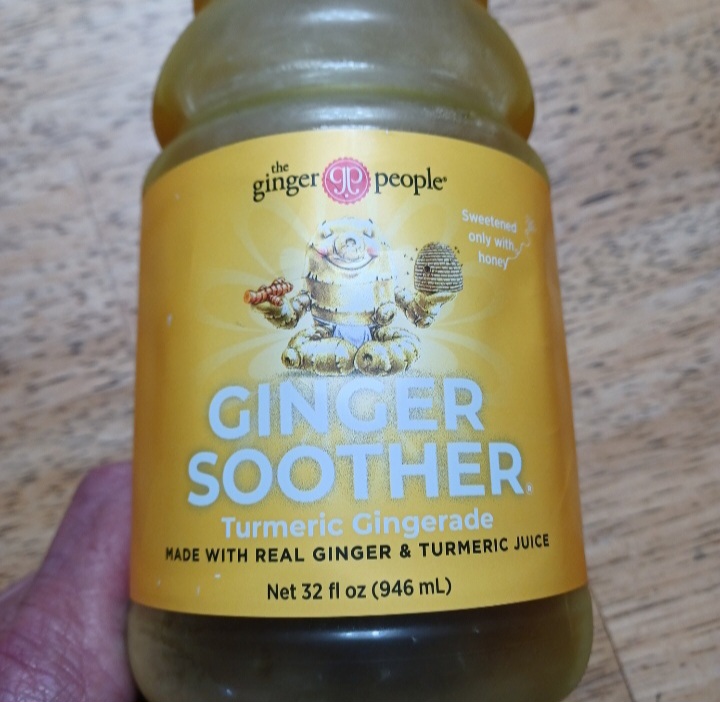 the
ginger people®
Sweetened
only with
honey
GINGER
SOOTHER®
Turmeric Gingerade
MADE WITH REAL GINGER & TURMERIC JUICE
Net 32 fl oz (946 mL)